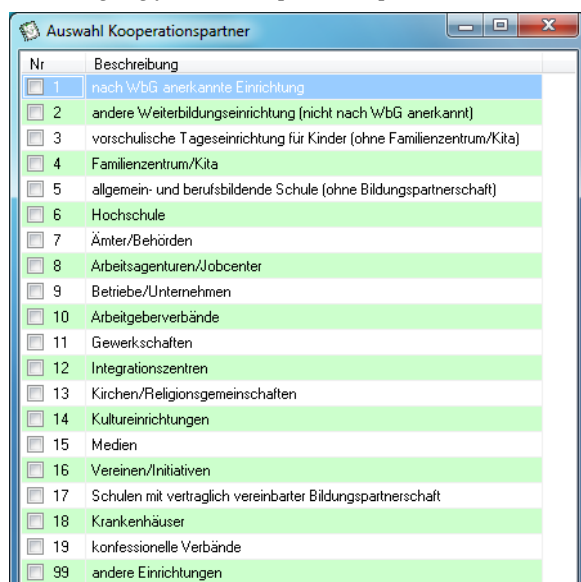 Auswahl Kooperationspartner
Nr Beschreibung
1 nach WbG anerkannte Einrichtung
2 andere Weiterbildungseinrichtung (nicht nach WbG anerkannt)
3 vorschulische Tageseinrichtung für Kinder (ohne Familienzentrum/Kita)
4 Familienzentrum/Kita
5 allgemein- und berufsbildende Schule (ohne Bildungspartnerschaft)
6 Hochschule
7 Ämter/Behörden
8 Arbeitsagenturen/Jobcenter
9 Betriebe/Unternehmen
10 Arbeitgeberverbände
11 Gewerkschaften
12 Integrationszentren
13 Kirchen/Religionsgemeinschaften
14 Kultureinrichtungen
15 Medien
16 Vereinen/Initiativen
17 Schulen mit vertraglich vereinbarter Bildungspartnerschaft
18 Krankenhäuser
19 konfessionelle Verbände
99 andere Einrichtungen